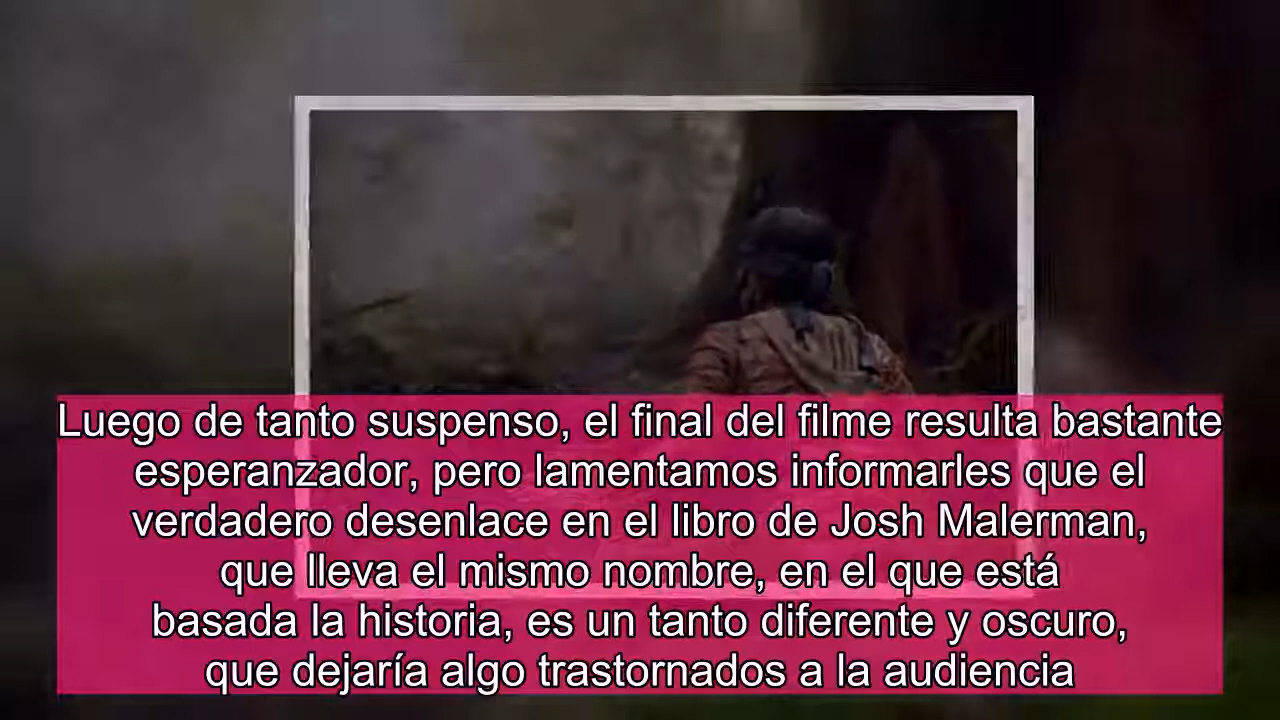 Luego de tanto suspenso, el final del filme resulta bastante
esperanzador, pero lamentamos informarles que el
verdadero desenlace en el libro de Josh Malerman,
que lleva el mismo nombre, en el que está
basada la historia, es un tanto diferente y oscuro,
que dejaría algo trastornados a la audiencia